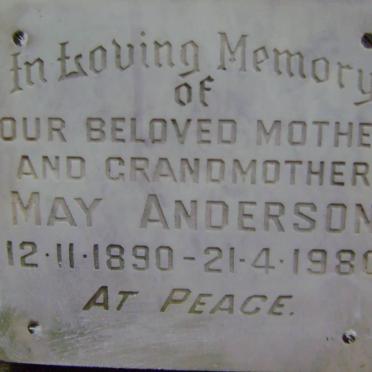 In Loving Memory
of
OUR BELOVED MOTHE
AND GRANDMOTHER
MAY ANDERSON
12·11·1890 - 21·4·1980
AT PEACE.